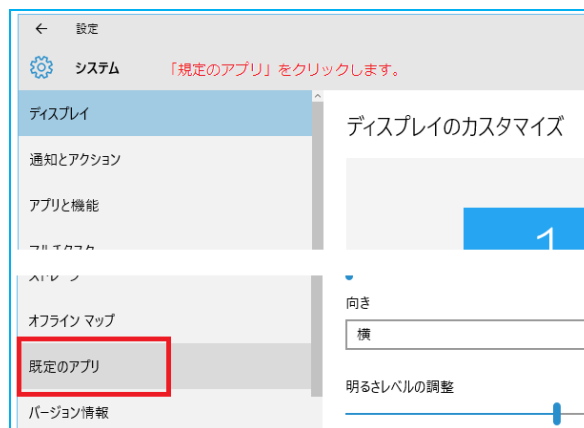 ← 設定
システム
「規定のアプリ」をクリックします。
ディスプレイ
通知とアクション
アプリと機能
オフライン マップ
既定のアプリ
バージョン情報
ディスプレイのカスタマイズ
1
向き
横
明るさレベルの調整